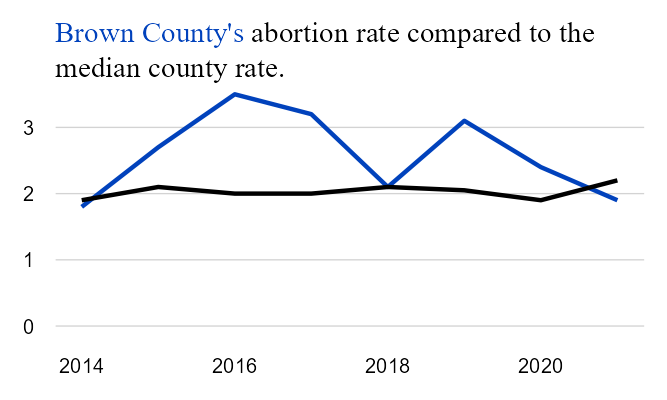 Brown County's abortion rate compared to the
median county rate.
3
2
1
0
2014 2016 2018 2020